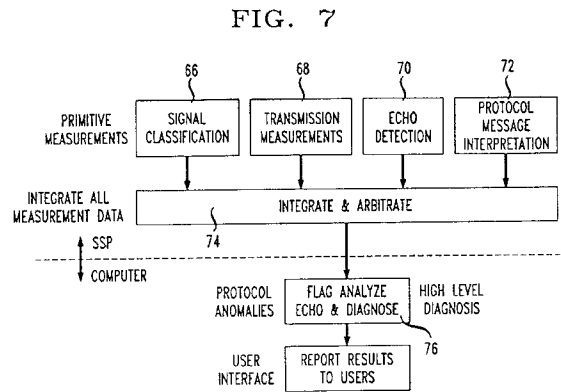 FIG. 7
66
68
70
72
PRIMITIVE
MEASUREMENTS
SIGNAL
CLASSIFICATION
TRANSMISSION
MEASUREMENTS
ECHO
DETECTION
PROTOCOL
MESSAGE
INTERPRETATION
INTEGRATE ALL
MEASUREMENT DATA
INTEGRATE & ARBITRATE
74
SSP
COMPUTER
PROTOCOL
ANOMALIES
FLAG ANALYZE
ECHO & DIAGNOSE
HIGH LEVEL
DIAGNOSIS
76
USER
INTERFACE
REPORT RESULTS
TO USERS